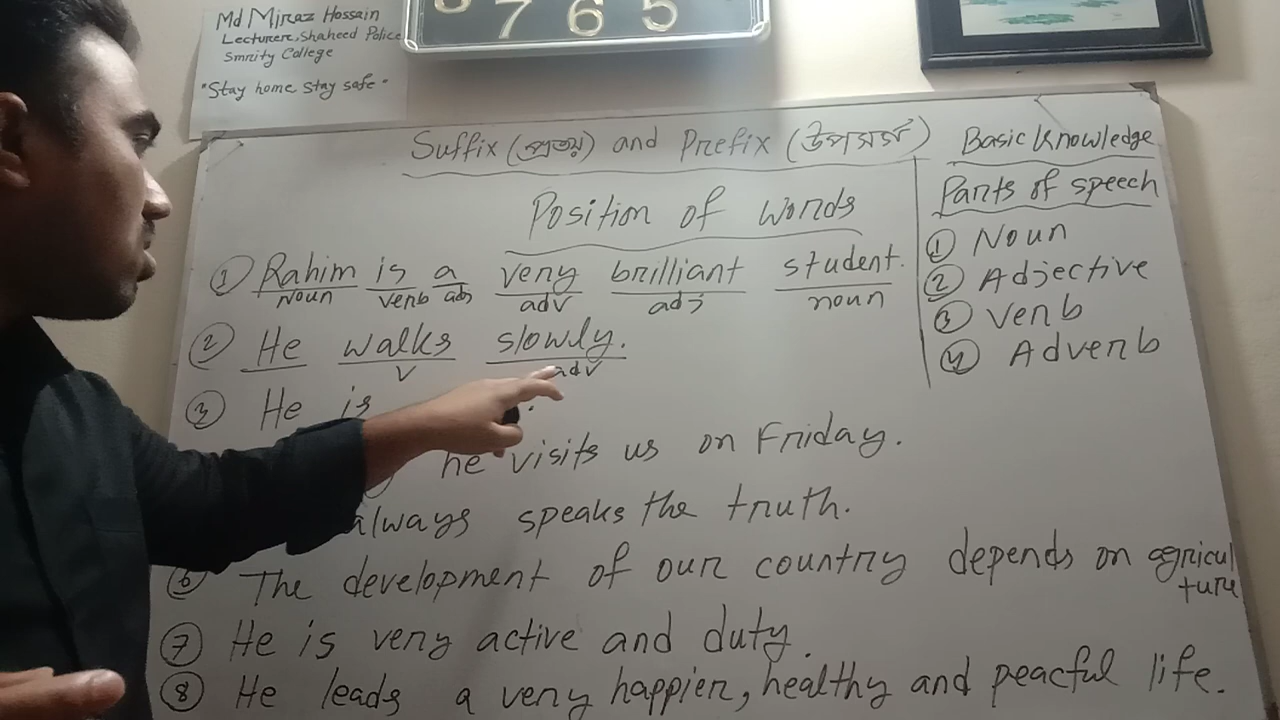 Md Miraz Hossain
Lecturer, Shaheed Police
Smrity College
"Stay home stay safe"
765
Suffix (প্রত্যয়) and Prefix (উপসর্গ)
Position of Words
① Rahim is a very brilliant student.
Noun verb adj adv adj noun
② He walks slowly.
V adv
③ He is
he visits us on Friday.
always speaks the truth.
⑥ The development of our country depends on agricul
ture
⑦ He is very active and duty.
⑧ He leads a very happier, healthy and peacful life.
Basic Knowledge
Parts of speech
① Noun
② Adjective
③ Verb
④ Adverb